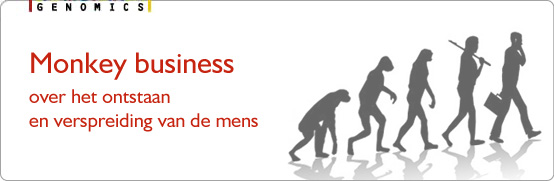 GENOMICS
Monkey business
over het ontstaan
en verspreiding van de mens